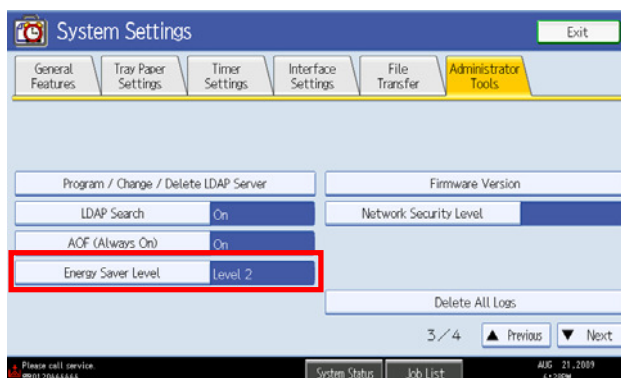 System Settings
Exit
General Features
Tray Paper Settings
Timer Settings
Interface Settings
File Transfer
Administrator Tools
Program / Change / Delete LDAP Server
Firmware Version
LDAP Search On
Network Security Level
AOF (Always On) On
Energy Saver Level Level 2
Delete All Logs
3/4 ▲ Previous ▼ Next
Please call service.
System Status Job List
AUG 21,2009